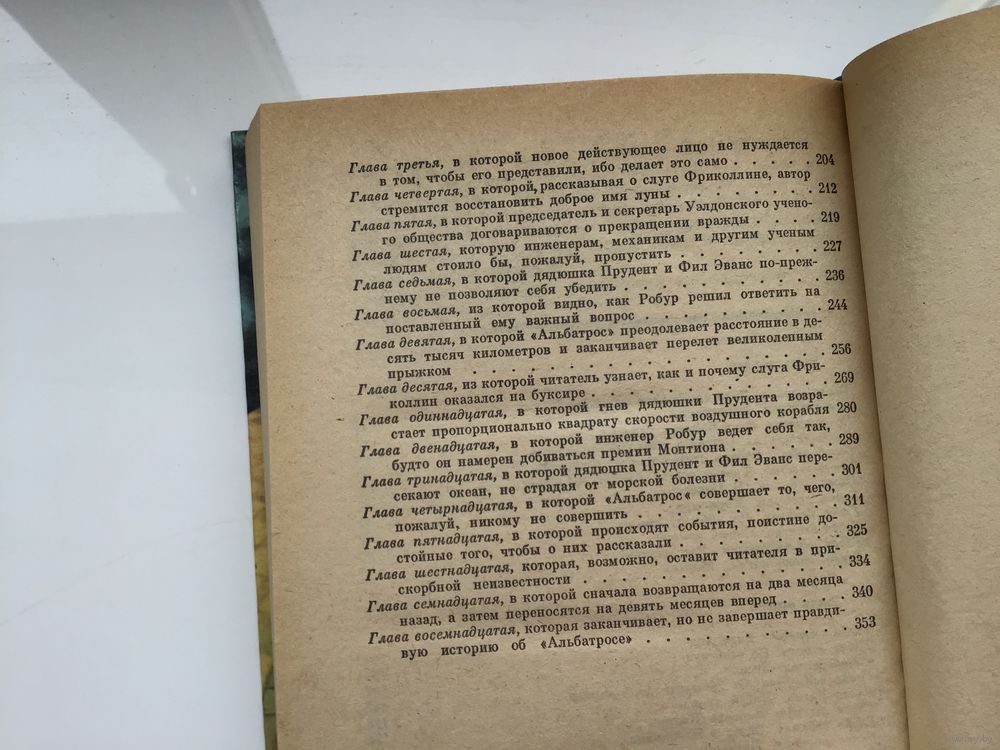 Глава третья, в которой новое действующее лицо не нуждается
в том, чтобы его представили, ибо делает это само . . . . . 204
Глава четвертая, в которой, рассказывая о слуге Фриколлине, автор
стремится восстановить доброе имя луны . . . . . . . . 212
Глава пятая, в которой председатель и секретарь Уэлдонского учено-
го общества договариваются о прекращении вражды . . . . 219
Глава шестая, которую инженерам, механикам и другим ученым
людям стоило бы, пожалуй, пропустить . . . . . . . . 227
Глава седьмая, в которой дядюшка Прудент и Фил Эванс по-преж-
нему не позволяют себя убедить . . . . . . . . . . . 236
Глава восьмая, из которой видно, как Робур решил ответить на
поставленный ему важный вопрос . . . . . . . . . . 244
Глава девятая, в которой «Альбатрос» преодолевает расстояние в де-
сять тысяч километров и заканчивает перелет великолепным
прыжком . . . . . . . . . . . . . . . . . . 256
Глава десятая, из которой читатель узнает, как и почему слуга Фри-
коллин оказался на буксире . . . . . . . . . . . . . 269
Глава одиннадцатая, в которой гнев дядюшки Прудента возра-
стает пропорционально квадрату скорости воздушного корабля 280
Глава двенадцатая, в которой инженер Робур ведет себя так,
будто он намерен добиваться премии Монтиона . . . . . . 289
Глава тринадцатая, в которой дядюшка Прудент и Фил Эванс пере-
секают океан, не страдая от морской болезни . . . . . . . 301
Глава четырнадцатая, в которой «Альбатрос“ совершает то, чего,
пожалуй, никому не совершить . . . . . . . . . . . 311
Глава пятнадцатая, в которой происходят события, поистине до-
стойные того, чтобы о них рассказали . . . . . . . . . 325
Глава шестнадцатая, которая, возможно, оставит читателя в при-
скорбной неизвестности . . . . . . . . . . . . . . 334
Глава семнадцатая, в которой сначала возвращаются на два месяца
назад, а затем переносятся на девять месяцев вперед . . . . 340
Глава восемнадцатая, которая заканчивает, но не завершает правди-
вую историю об «Альбатросе» . . . . . . . . . . . 353